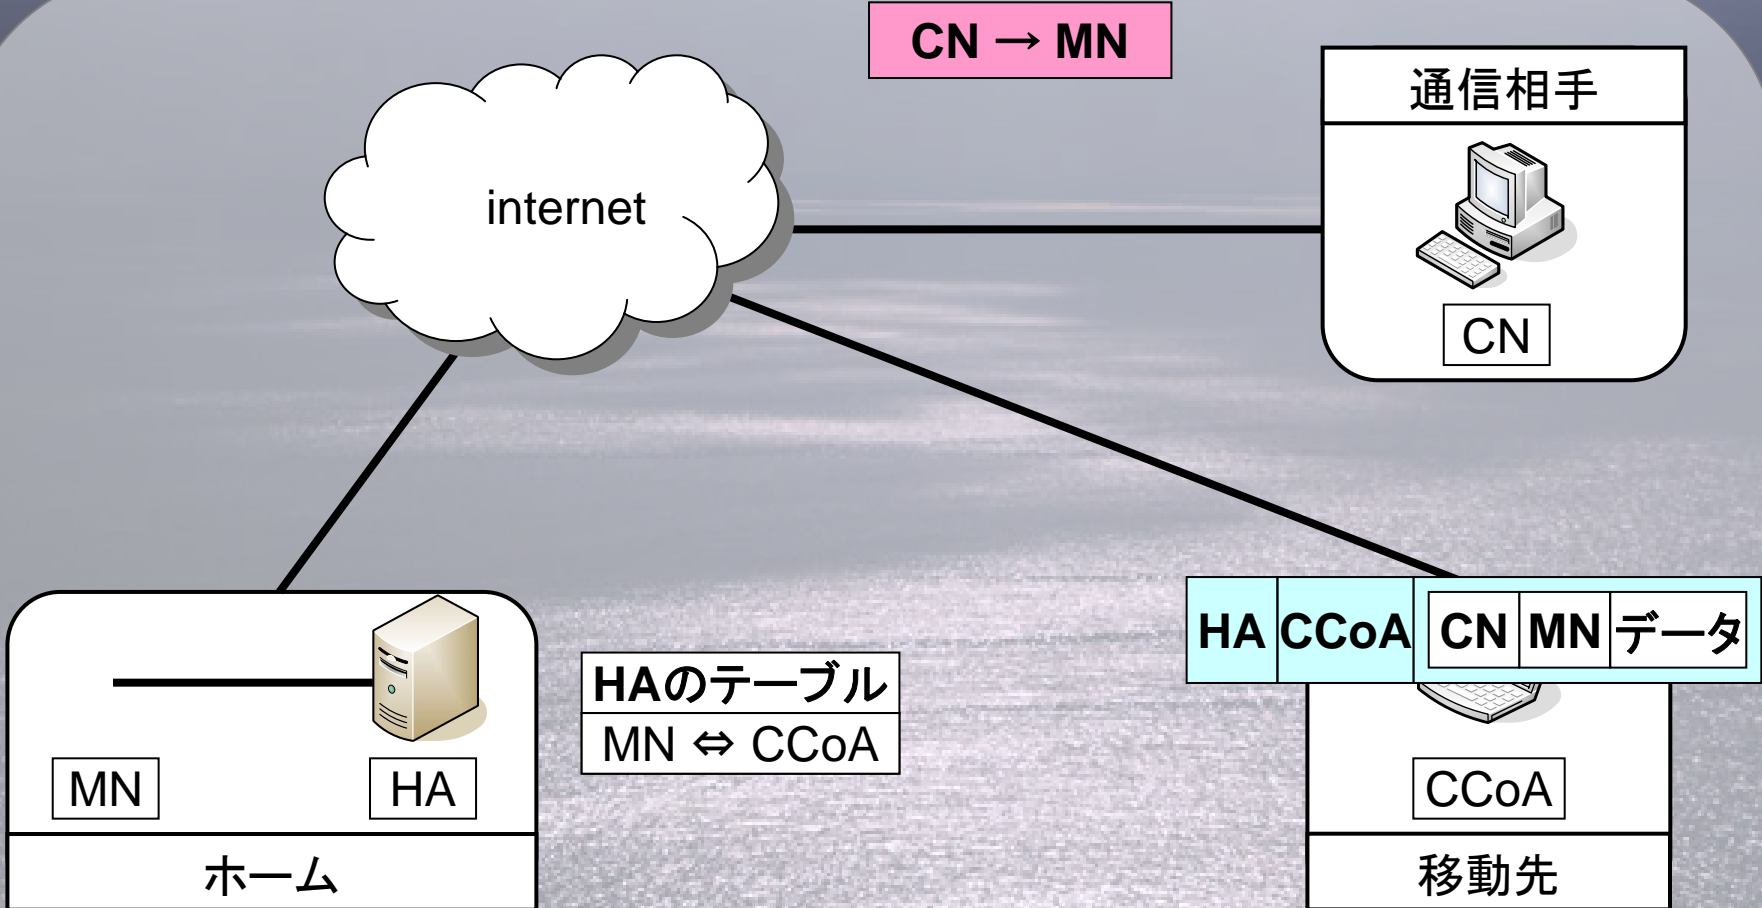 CN → MN
通信相手
internet
CN
HA CCoA CN MN データ
HAのテーブル
MN ⇔ CCoA
MN HA
CCoA
ホーム
移動先